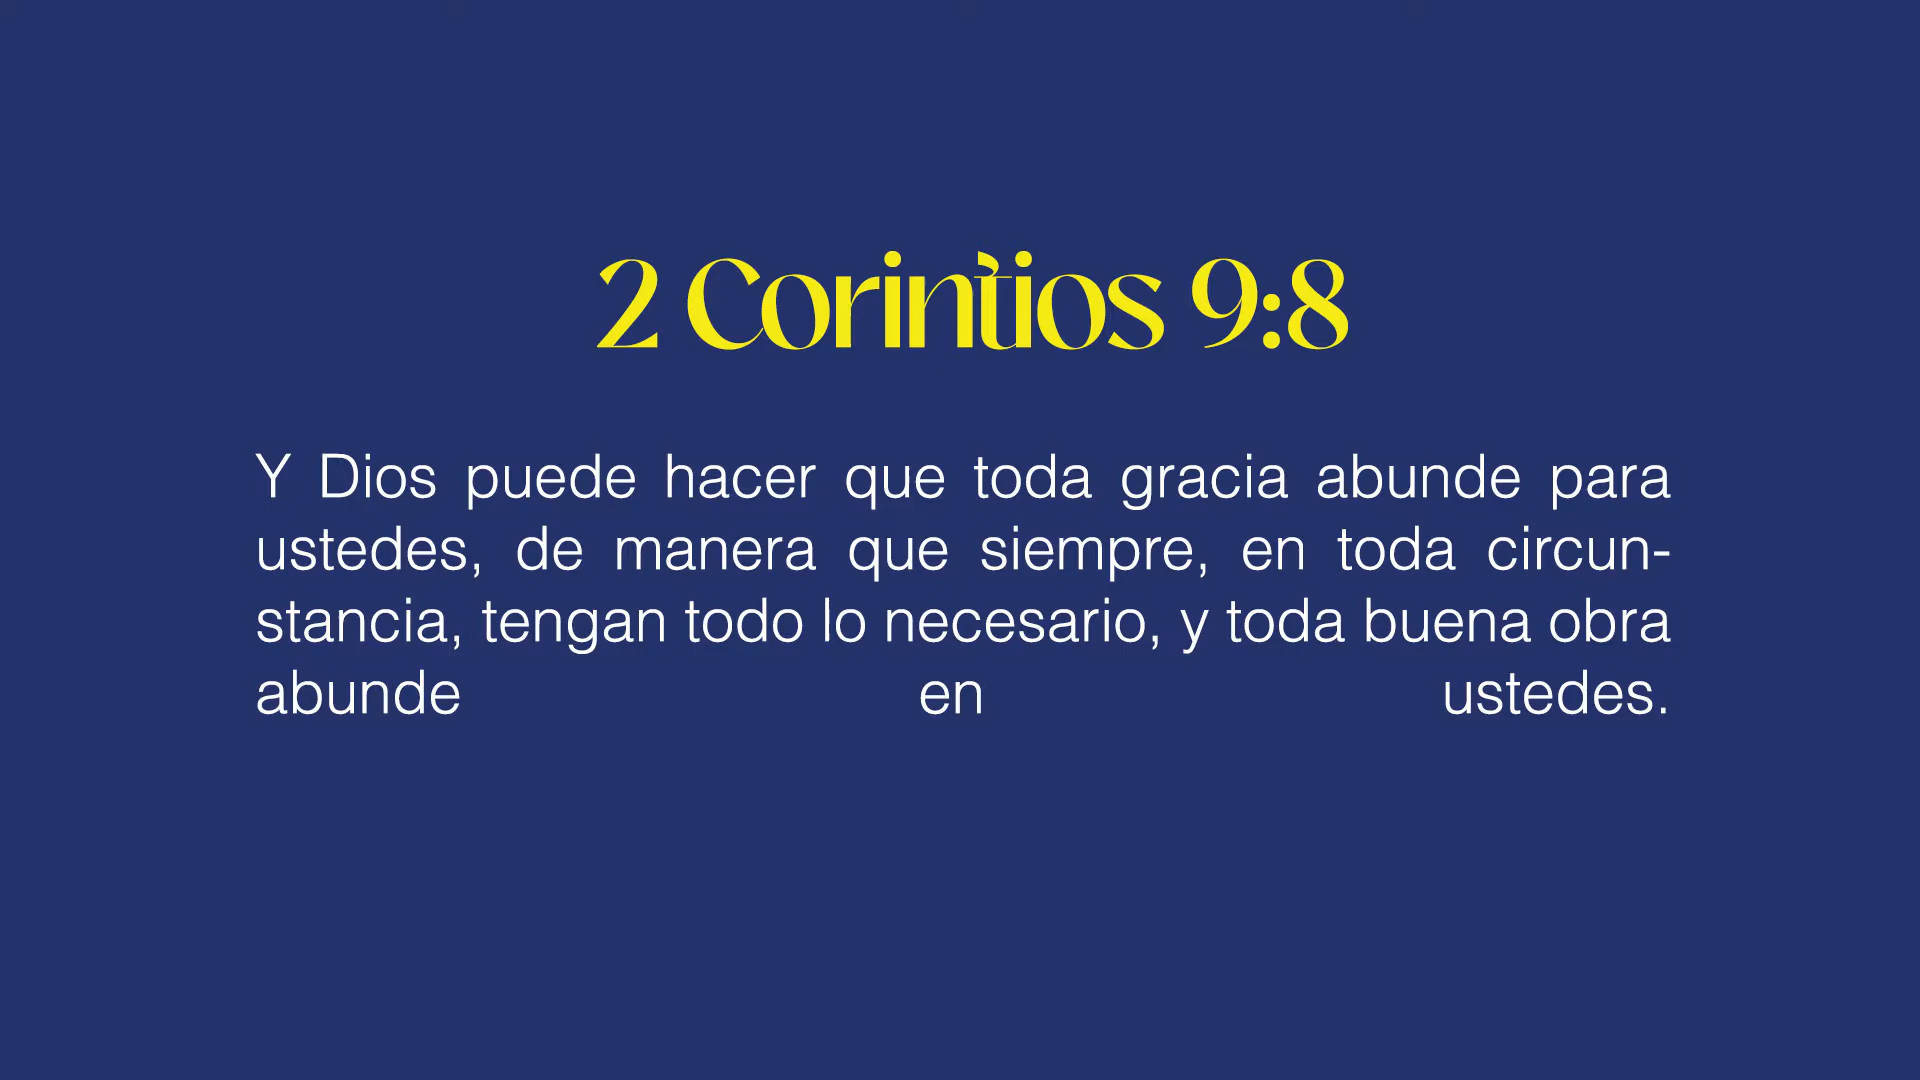 2 Corintios 9:8
Y Dios puede hacer que toda gracia abunde para
ustedes, de manera que siempre, en toda circun-
stancia, tengan todo lo necesario, y toda buena obra
abunde en ustedes.